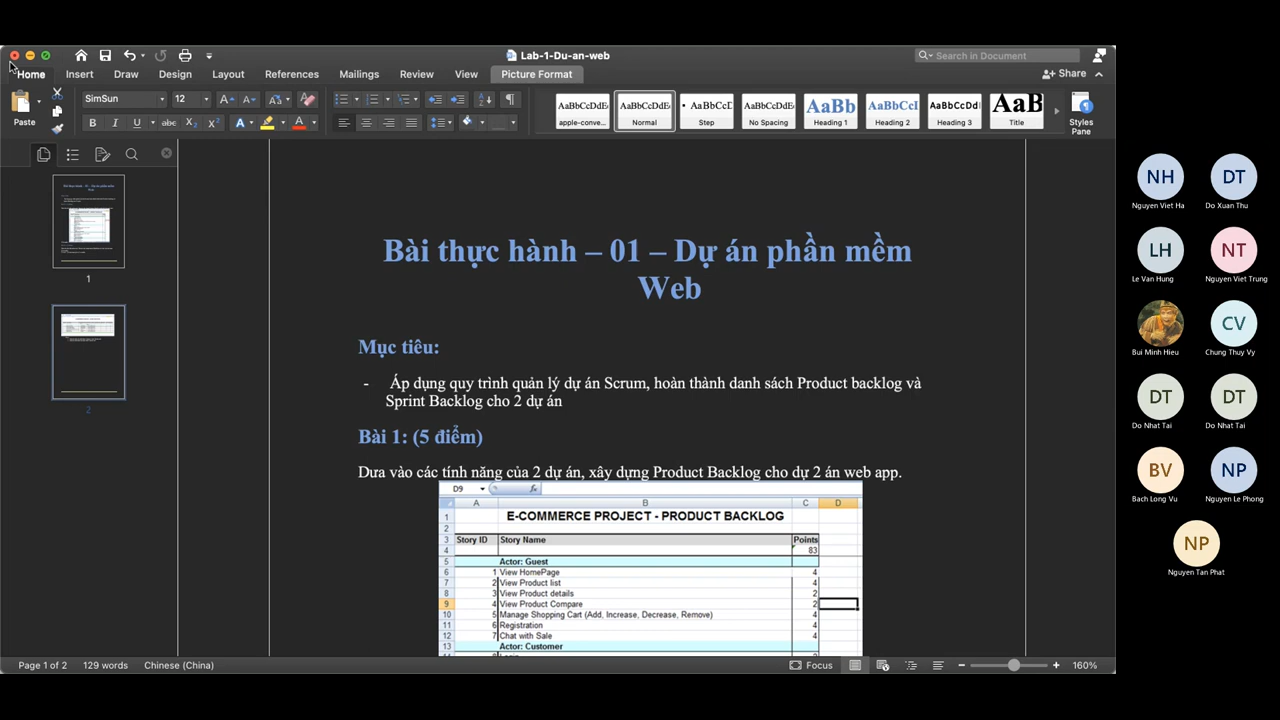 Lab-1-Du-an-web
Search in Document
Home Insert Draw Design Layout References Mailings Review View Picture Format
Share
Paste
SimSun 12
AaBbCcDdEe AaBbCcDdEe AaBbCcD AaBbCcDdEe AaBb AaBbCcI AaBbCcDd AaB
apple-conve... Normal Step No Spacing Heading 1 Heading 2 Heading 3 Title
Styles Pane
1
2
Bài thực hành – 01 – Dự án phần mềm
Web
Mục tiêu:
- Áp dụng quy trình quản lý dự án Scrum, hoàn thành danh sách Product backlog và
Sprint Backlog cho 2 dự án
Bài 1: (5 điểm)
Dưa vào các tính năng của 2 dự án, xây dựng Product Backlog cho dự 2 án web app.
D9 fx
A B C D
1 E-COMMERCE PROJECT - PRODUCT BACKLOG
2
3 Story ID Story Name Points
4 83
5 Actor: Guest
6 1 View HomePage 4
7 2 View Product list 4
8 3 View Product details 2
9 4 View Product Compare 2
10 5 Manage Shopping Cart (Add, Increase, Decrease, Remove) 4
11 6 Registration 4
12 7 Chat with Sale 4
13 Actor: Customer
Page 1 of 2 129 words Chinese (China) Focus 160%
NH DT
Nguyen Viet Ha Do Xuan Thu
LH NT
Le Van Hung Nguyen Viet Trung
CV
Bui Minh Hieu Chung Thuy Vy
DT DT
Do Nhat Tai Do Nhat Tai
BV NP
Bach Long Vu Nguyen Le Phong
NP
Nguyen Tan Phat